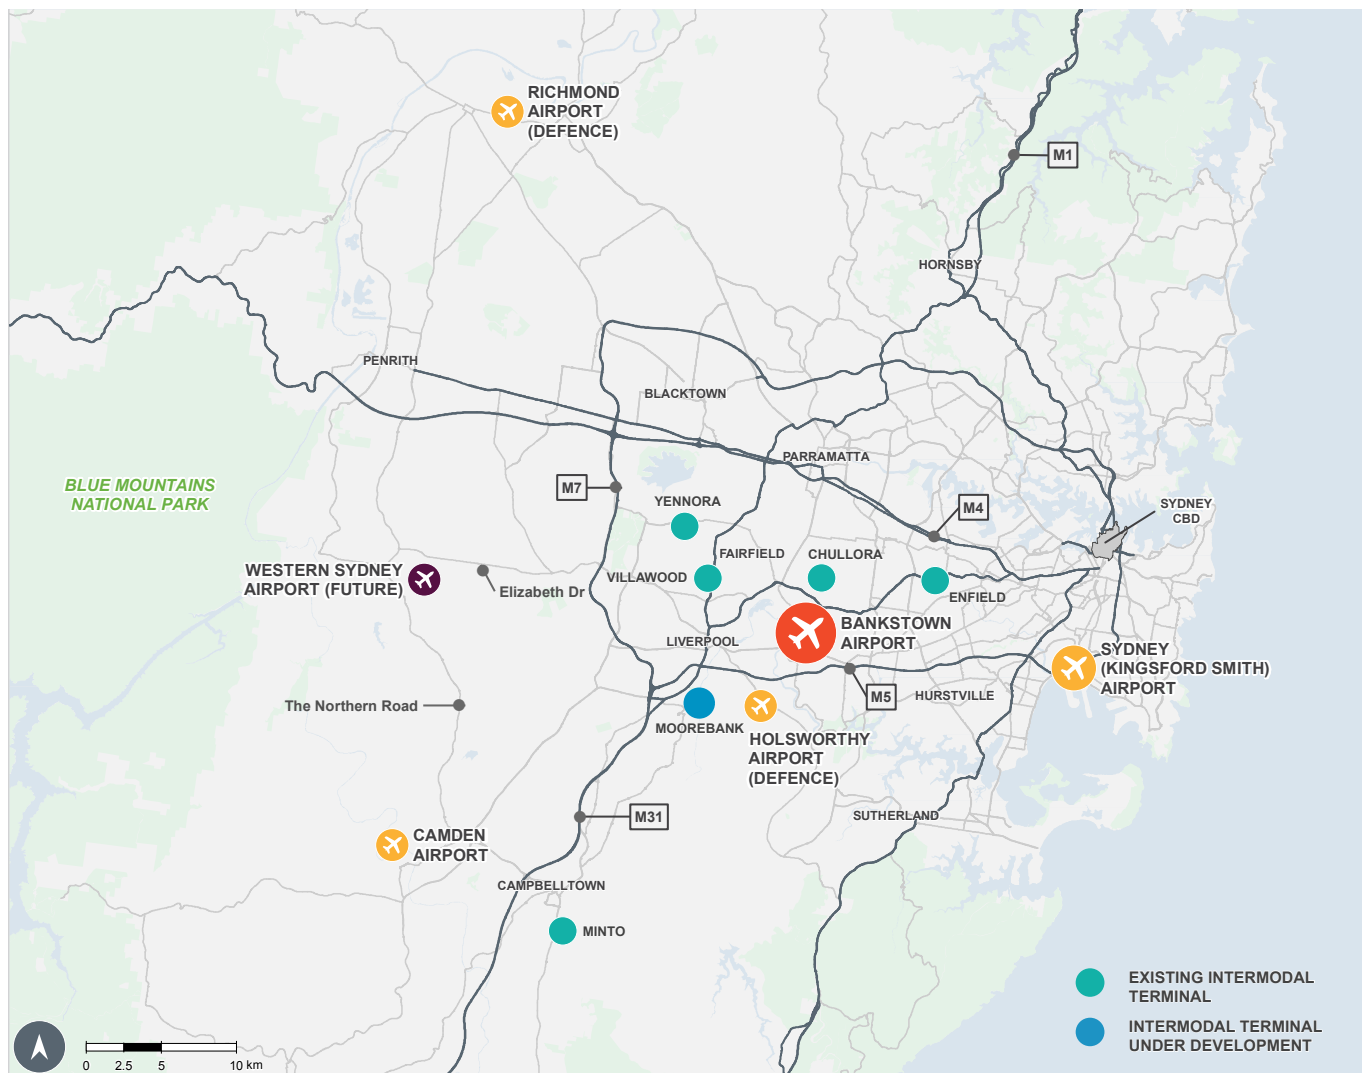 RICHMOND
AIRPORT
(DEFENCE)
M1
HORNSBY
PENRITH
BLACKTOWN
PARRAMATTA
BLUE MOUNTAINS
NATIONAL PARK
M7
YENNORA
M4
SYDNEY
CBD
FAIRFIELD
CHULLORA
WESTERN SYDNEY
AIRPORT (FUTURE)
VILLAWOOD
Elizabeth Dr
ENFIELD
BANKSTOWN
AIRPORT
LIVERPOOL
SYDNEY
(KINGSFORD SMITH)
AIRPORT
M5
HURSTVILLE
The Northern Road
MOOREBANK
HOLSWORTHY
AIRPORT
(DEFENCE)
M31
SUTHERLAND
CAMDEN
AIRPORT
CAMPBELLTOWN
MINTO
EXISTING INTERMODAL
TERMINAL
INTERMODAL TERMINAL
UNDER DEVELOPMENT
0 2.5 5 10 km